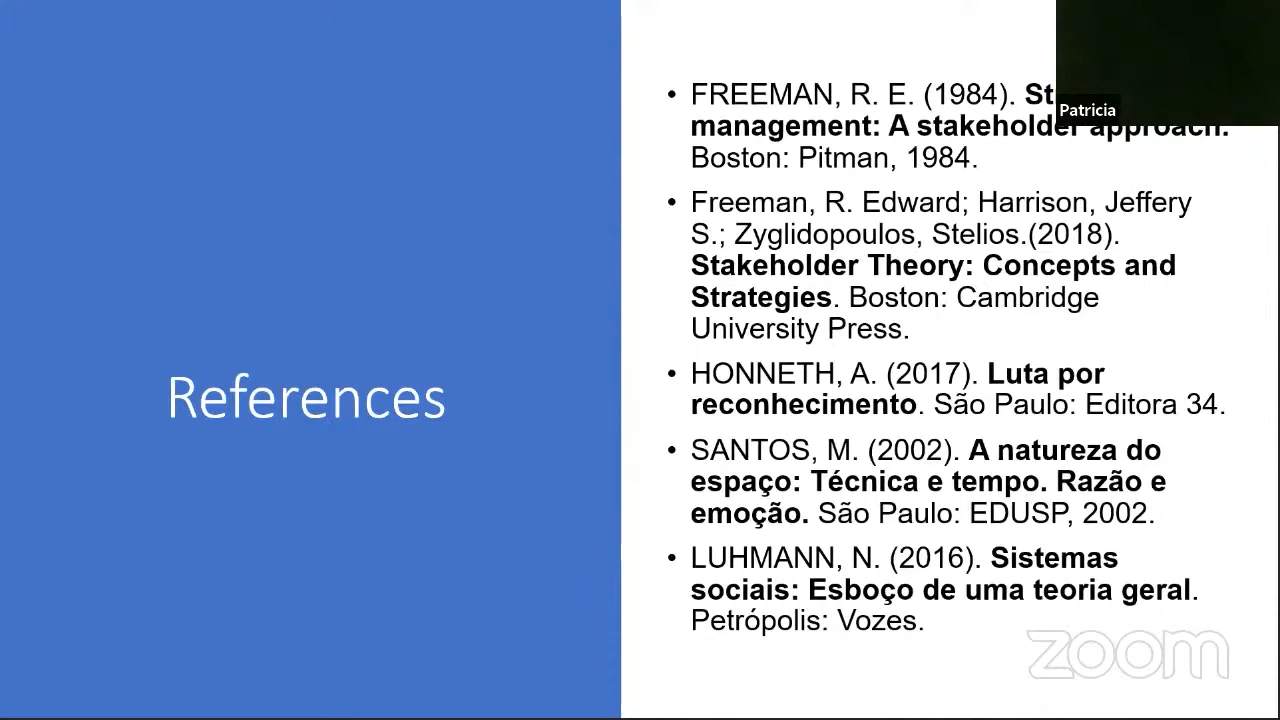 References
• FREEMAN, R. E. (1984). St
management: A stakeholder approach.
Boston: Pitman, 1984.
• Freeman, R. Edward; Harrison, Jeffery
S.; Zyglidopoulos, Stelios.(2018).
Stakeholder Theory: Concepts and
Strategies. Boston: Cambridge
University Press.
• HONNETH, A. (2017). Luta por
reconhecimento. São Paulo: Editora 34.
• SANTOS, M. (2002). A natureza do
espaço: Técnica e tempo. Razão e
emoção. São Paulo: EDUSP, 2002.
• LUHMANN, N. (2016). Sistemas
sociais: Esboço de uma teoria geral.
Petrópolis: Vozes.
Patricia
zoom